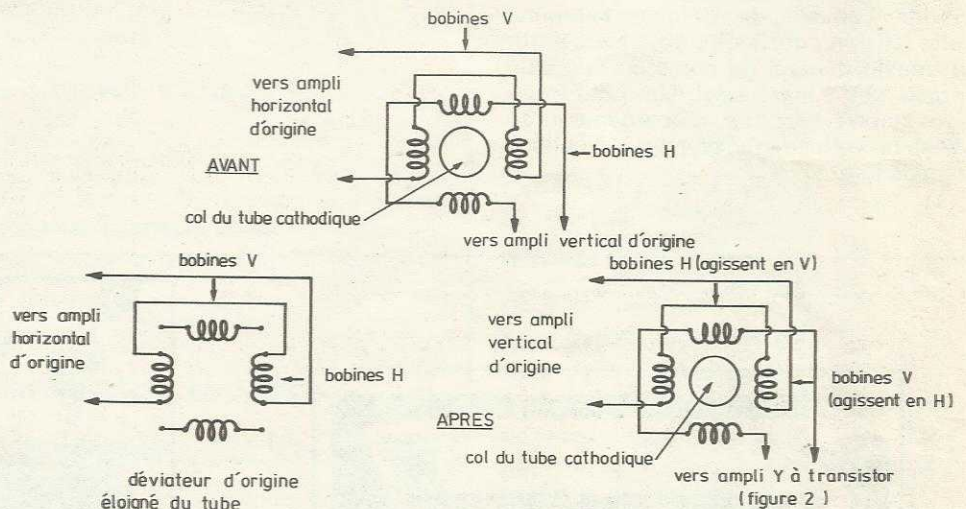 bobines V
vers ampli
horizontal
d'origine
AVANT
bobines H
col du tube cathodique
vers ampli vertical d'origine
bobines V
vers ampli
horizontal
d'origine
bobines H
déviateur d'origine
éloigné du tube
bobines H (agissent en V)
vers ampli
vertical
d'origine
bobines V
(agissent en H)
APRES
col du tube cathodique
vers ampli Y à transistor
(figure 2)